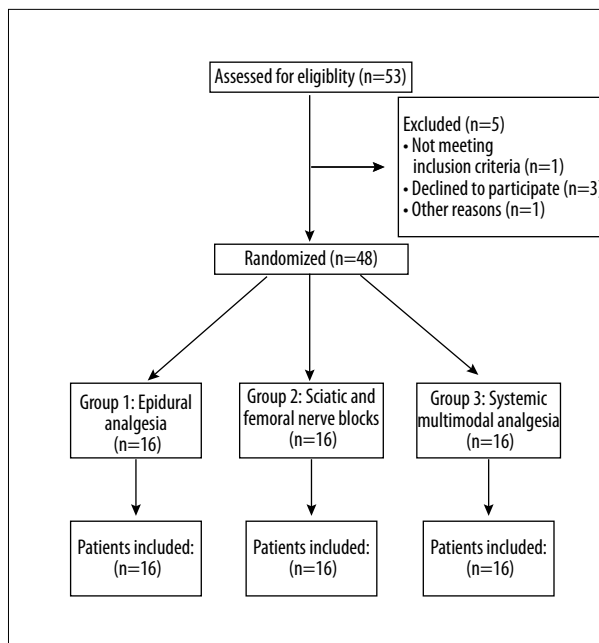 Assessed for eligiblity (n=53)
Excluded (n=5)
• Not meeting
inclusion criteria (n=1)
• Declined to participate (n=3)
• Other reasons (n=1)
Randomized (n=48)
Group 1: Epidural
analgesia
(n=16)
Group 2: Sciatic and
femoral nerve blocks
(n=16)
Group 3: Systemic
multimodal analgesia
(n=16)
Patients included:
(n=16)
Patients included:
(n=16)
Patients included:
(n=16)